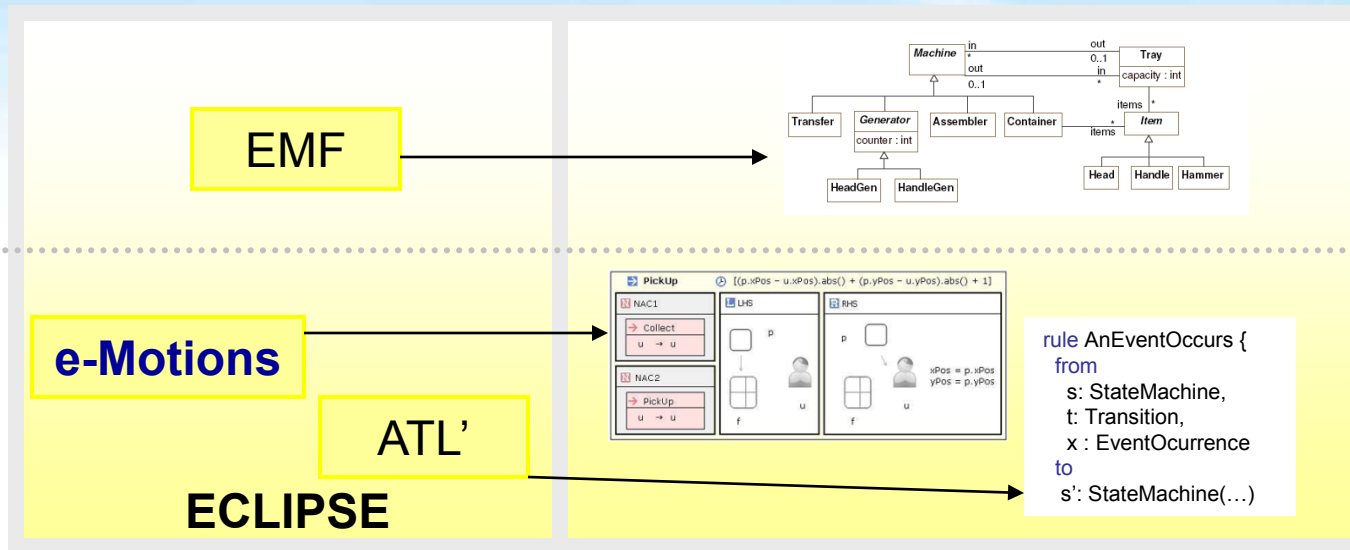 EMF
in
*
out
0..1
Machine
out
0..1
in
*
Tray
capacity : int
items
*
Transfer
Generator
counter : int
Assembler
Container
*
items
Item
HeadGen
HandleGen
Head
Handle
Hammer
e-Motions
ATL’
ECLIPSE
PickUp
[(p.xPos - u.xPos).abs() + (p.yPos - u.yPos).abs() + 1]
NAC1
Collect
u → u
NAC2
PickUp
u → u
L LHS
p
u
f
R RHS
p
xPos = p.xPos
yPos = p.yPos
u
f
rule AnEventOccurs {
from
s: StateMachine,
t: Transition,
x : EventOcurrence
to
s’: StateMachine(…)